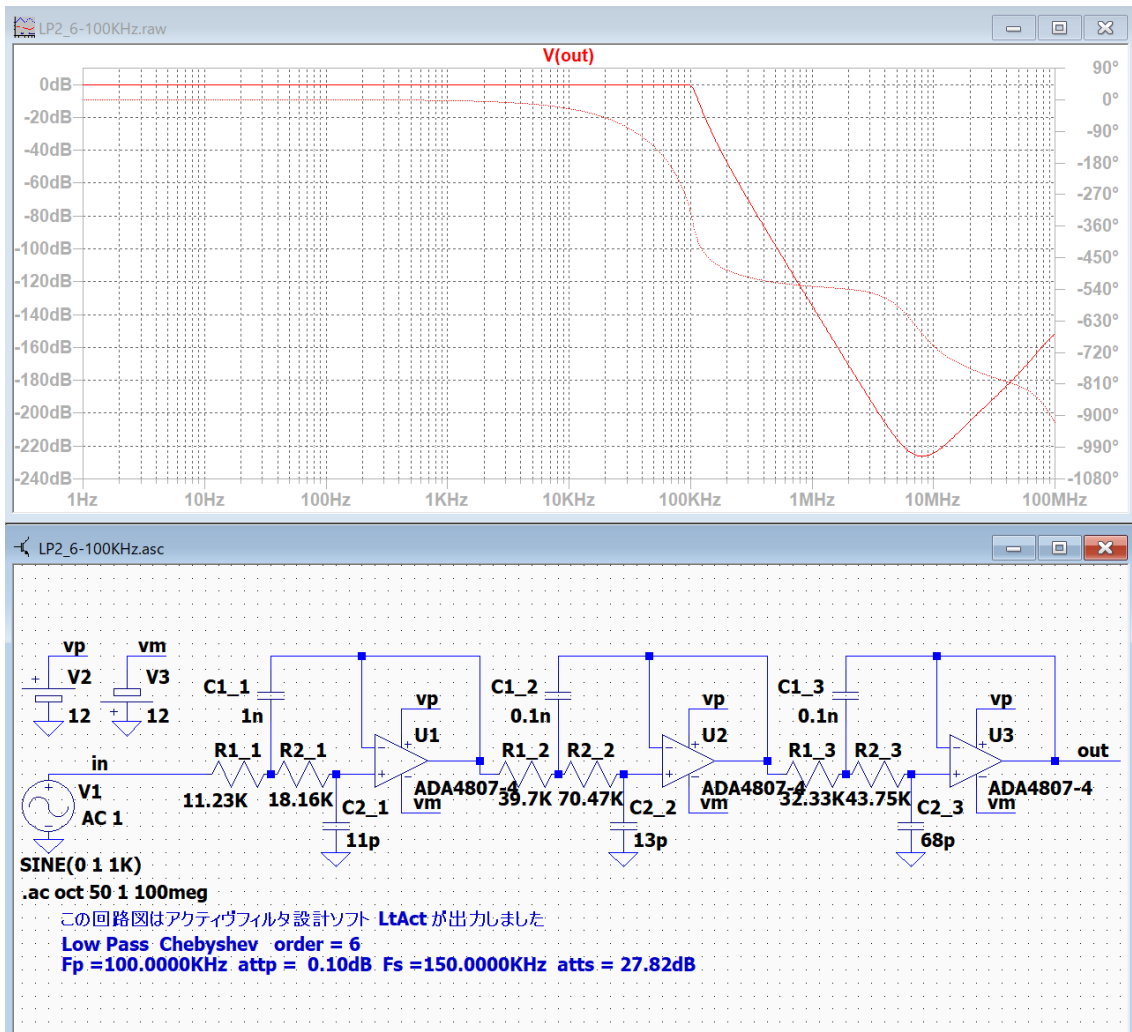 LP2_6-100KHz.raw
V(out)
0dB
-20dB
-40dB
-60dB
-80dB
-100dB
-120dB
-140dB
-160dB
-180dB
-200dB
-220dB
-240dB
90°
0°
-90°
-180°
-270°
-360°
-450°
-540°
-630°
-720°
-810°
-900°
-990°
-1080°
1Hz 10Hz 100Hz 1KHz 10KHz 100KHz 1MHz 10MHz 100MHz
LP2_6-100KHz.asc
vp vm
V2 V3
12 12
in
V1
AC 1
SINE(0 1 1K)
.ac oct 50 1 100meg
C1_1
1n
R1_1 R2_1
11.23K 18.16K
C2_1
11p
vp
U1
ADA4807-4
vm
C1_2
0.1n
R1_2 R2_2
39.7K 70.47K
C2_2
13p
vp
U2
ADA4807-4
vm
C1_3
0.1n
R1_3 R2_3
32.33K 43.75K
C2_3
68p
vp
U3
ADA4807-4
vm
out
この回路図はアクティヴフィルタ設計ソフト LtAct が出力しました
Low Pass Chebyshev order = 6
Fp =100.0000KHz attp = 0.10dB Fs =150.0000KHz atts = 27.82dB